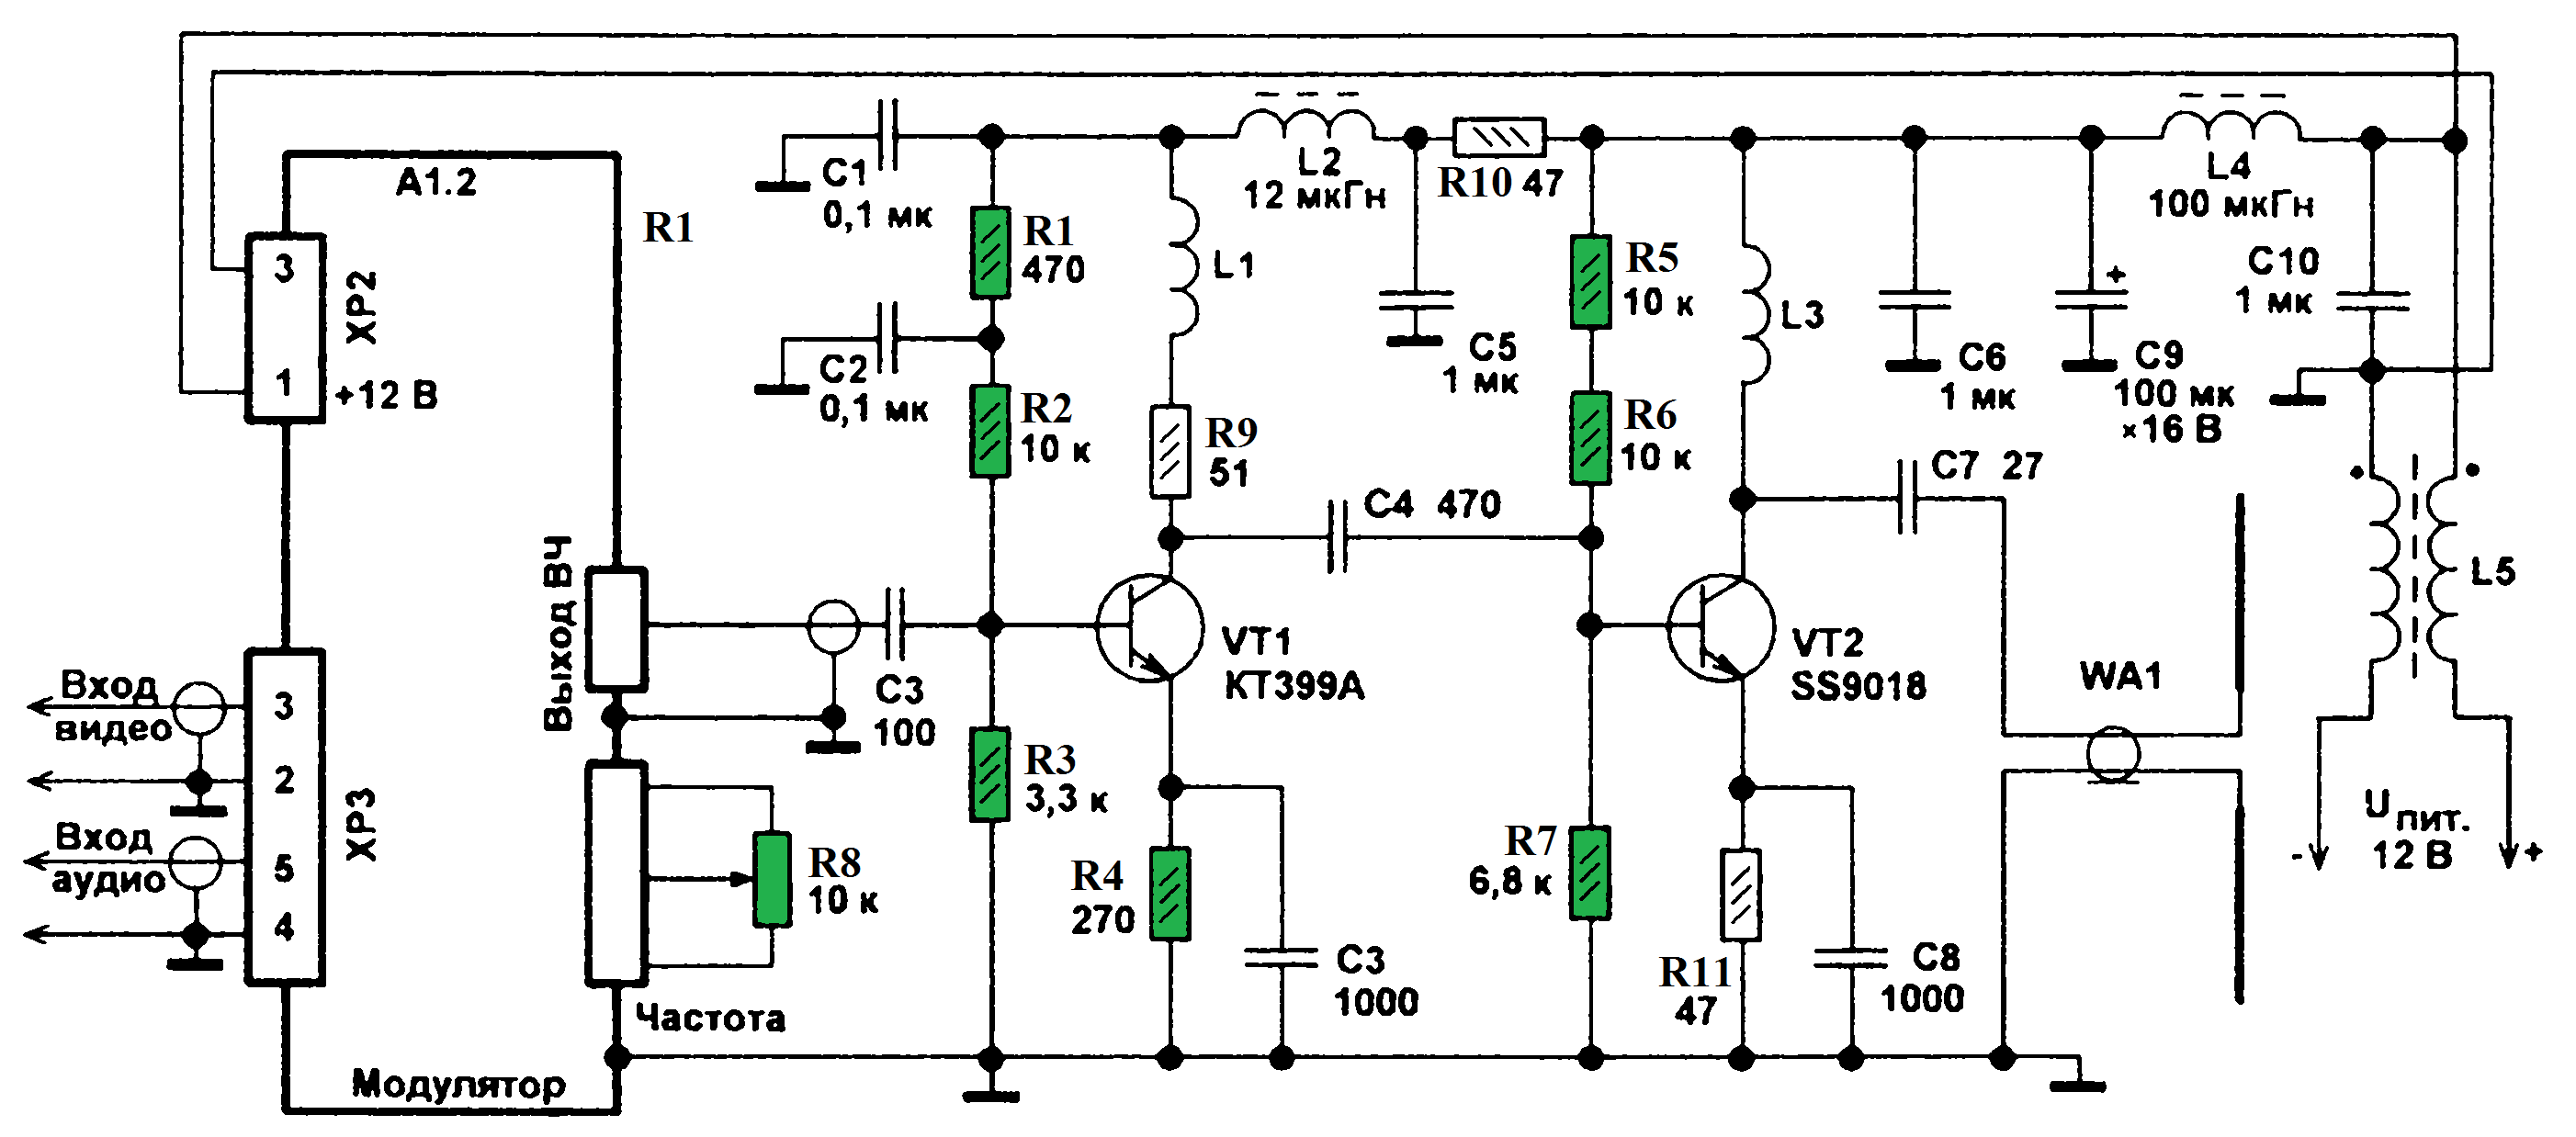 A1.2
3
XP2
1
+12 В
R1
C1
0,1 мк
R1
470
C2
0,1 мк
R2
10 к
L1
L2
12 мкГн
R10 47
C5
1 мк
R5
10 к
R6
10 к
L3
C6
1 мк
+
C9
100 мк
×16 В
L4
100 мкГн
C10
1 мк
R9
51
C4 470
C7 27
L5
Выход ВЧ
C3
100
VT1
КТ399А
VT2
SS9018
WA1
Вход
видео
3
2
XP3
Вход
аудио
5
4
R8
10 к
Частота
Модулятор
R3
3,3 к
R4
270
C3
1000
R7
6,8 к
R11
47
C8
1000
U пит.
- 12 В +